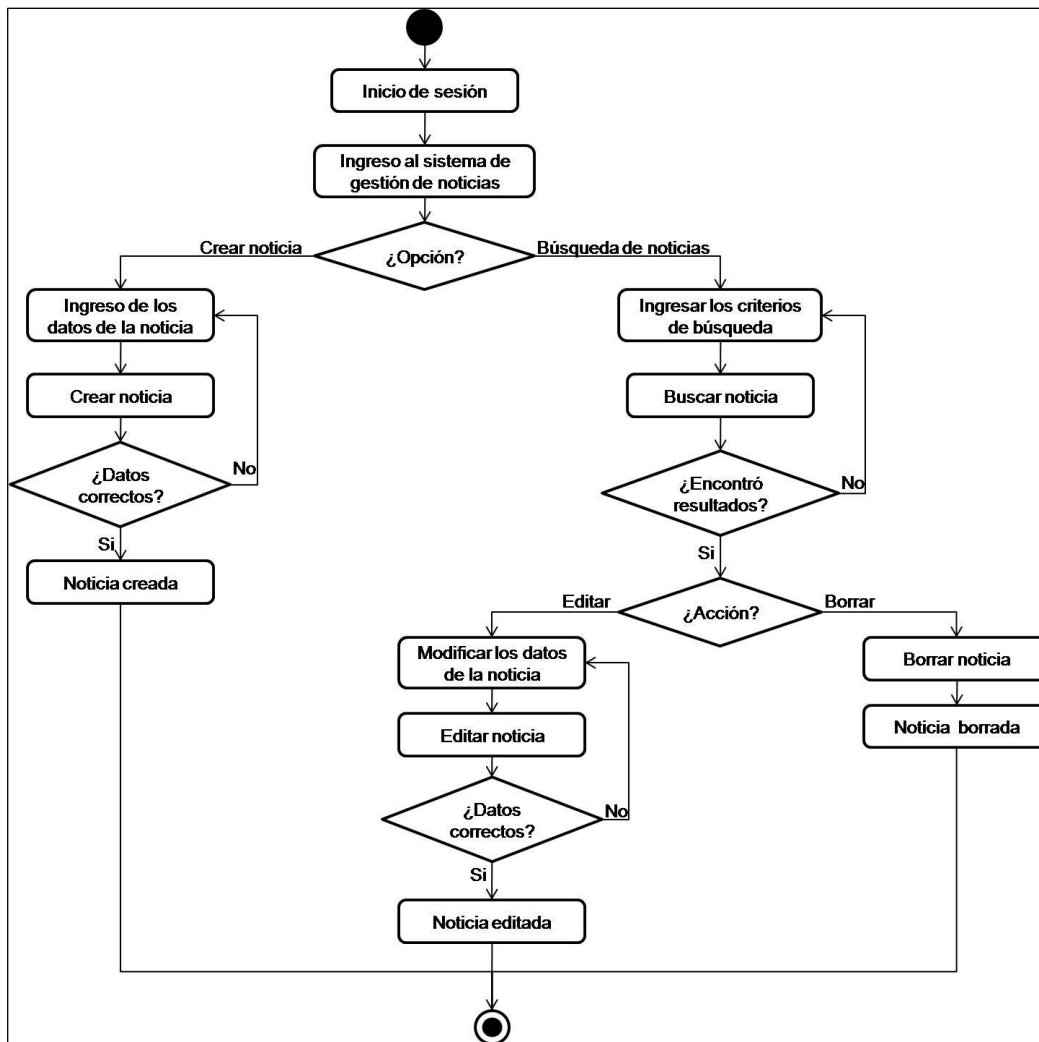 Inicio de sesión
Ingreso al sistema de
gestión de noticias
Crear noticia
¿Opción?
Búsqueda de noticias
Ingreso de los
datos de la noticia
Crear noticia
¿Datos
correctos?
No
Si
Noticia creada
Ingresar los criterios
de búsqueda
Buscar noticia
¿Encontró
resultados?
No
Si
¿Acción?
Editar
Borrar
Modificar los datos
de la noticia
Editar noticia
¿Datos
correctos?
No
Si
Noticia editada
Borrar noticia
Noticia borrada